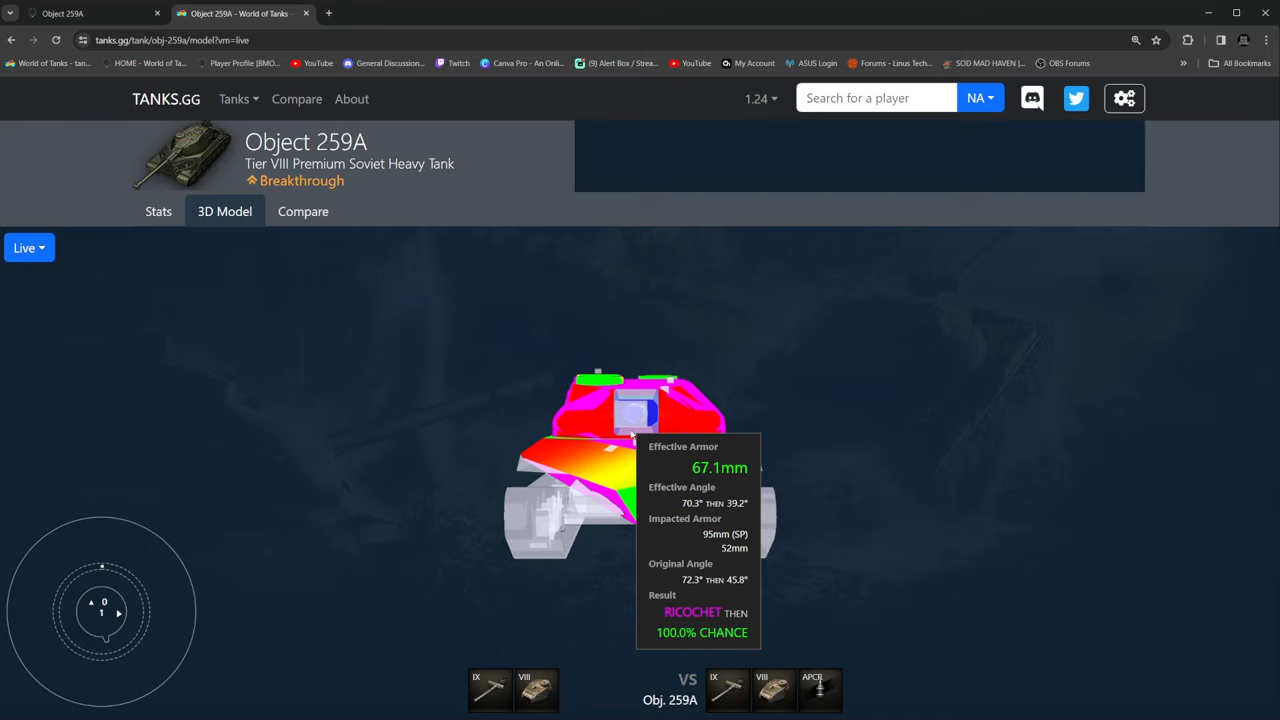 Object 259A
Object 259A - World of Tanks -
tanks.gg/tank/obj-259a/model?vm=live
World of Tanks - tan...
HOME - World of Ta...
Player Profile [BMO...
YouTube
General Discussion...
Twitch
Canva Pro - An Onli...
(9) Alert Box / Strea...
YouTube
My Account
ASUS Login
Forums - Linus Tech...
SOD MAD HAVEN |...
OBS Forums
All Bookmarks
TANKS.GG
Tanks
Compare
About
1.24
Search for a player
NA
Object 259A
Tier VIII Premium Soviet Heavy Tank
Breakthrough
Stats
3D Model
Compare
Live
Effective Armor
67.1mm
Effective Angle
70.3° THEN 39.2°
Impacted Armor
95mm (SP)
52mm
Original Angle
72.3° THEN 45.8°
Result
RICOCHET THEN
100.0% CHANCE
0
1
IX
VIII
VS
Obj. 259A
IX
VIII
APCR